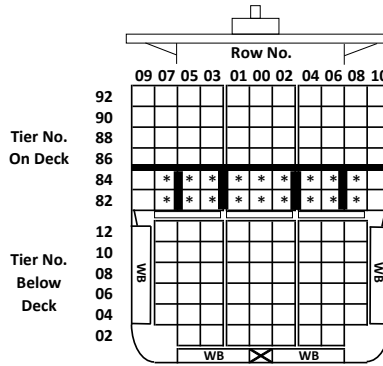 Row No.
09 07 05 03 01 00 02 04 06 08 10
92
90
Tier No.
88
On Deck
86
84 * * * * * * * * *
82 * * * * * * * * *
12
10
Tier No.
08
Below
06
Deck
04
02
WB
WB
WB
WB